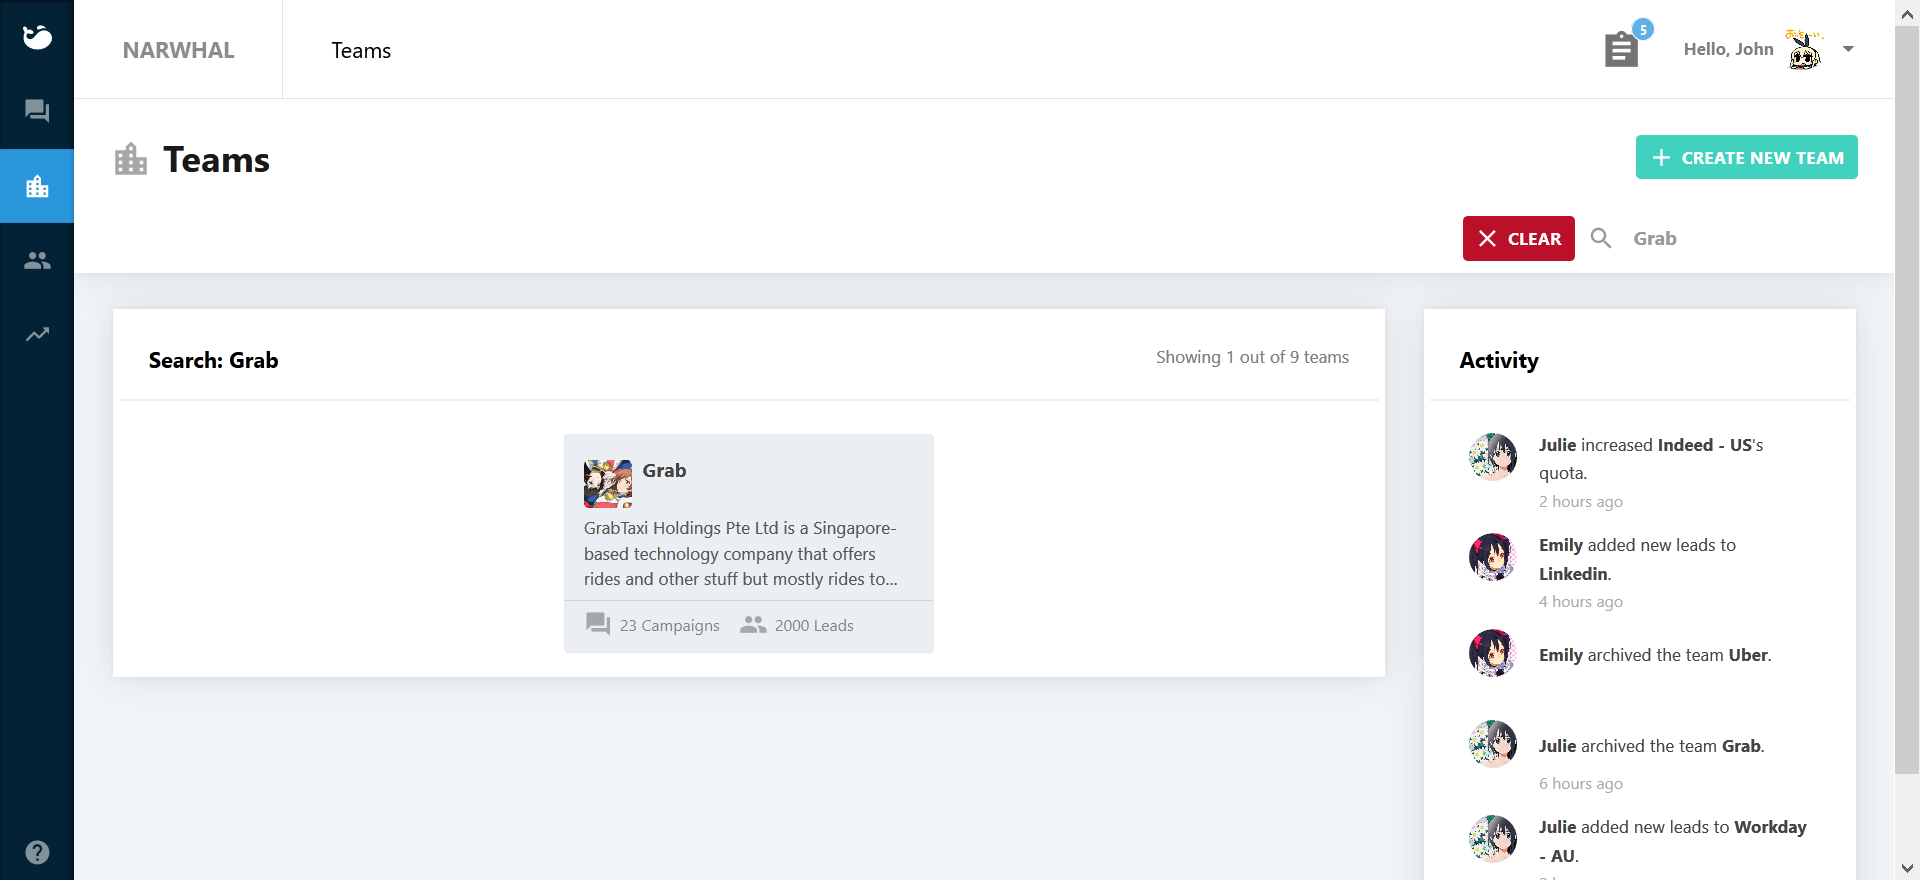 NARWHAL
Teams
5
Hello, John
Teams
CREATE NEW TEAM
CLEAR
Grab
Search: Grab
Showing 1 out of 9 teams
Grab
GrabTaxi Holdings Pte Ltd is a Singapore-
based technology company that offers
rides and other stuff but mostly rides to...
23 Campaigns
2000 Leads
Activity
Julie increased Indeed - US's
quota.
2 hours ago
Emily added new leads to
Linkedin.
4 hours ago
Emily archived the team Uber.
Julie archived the team Grab.
6 hours ago
Julie added new leads to Workday
- AU.